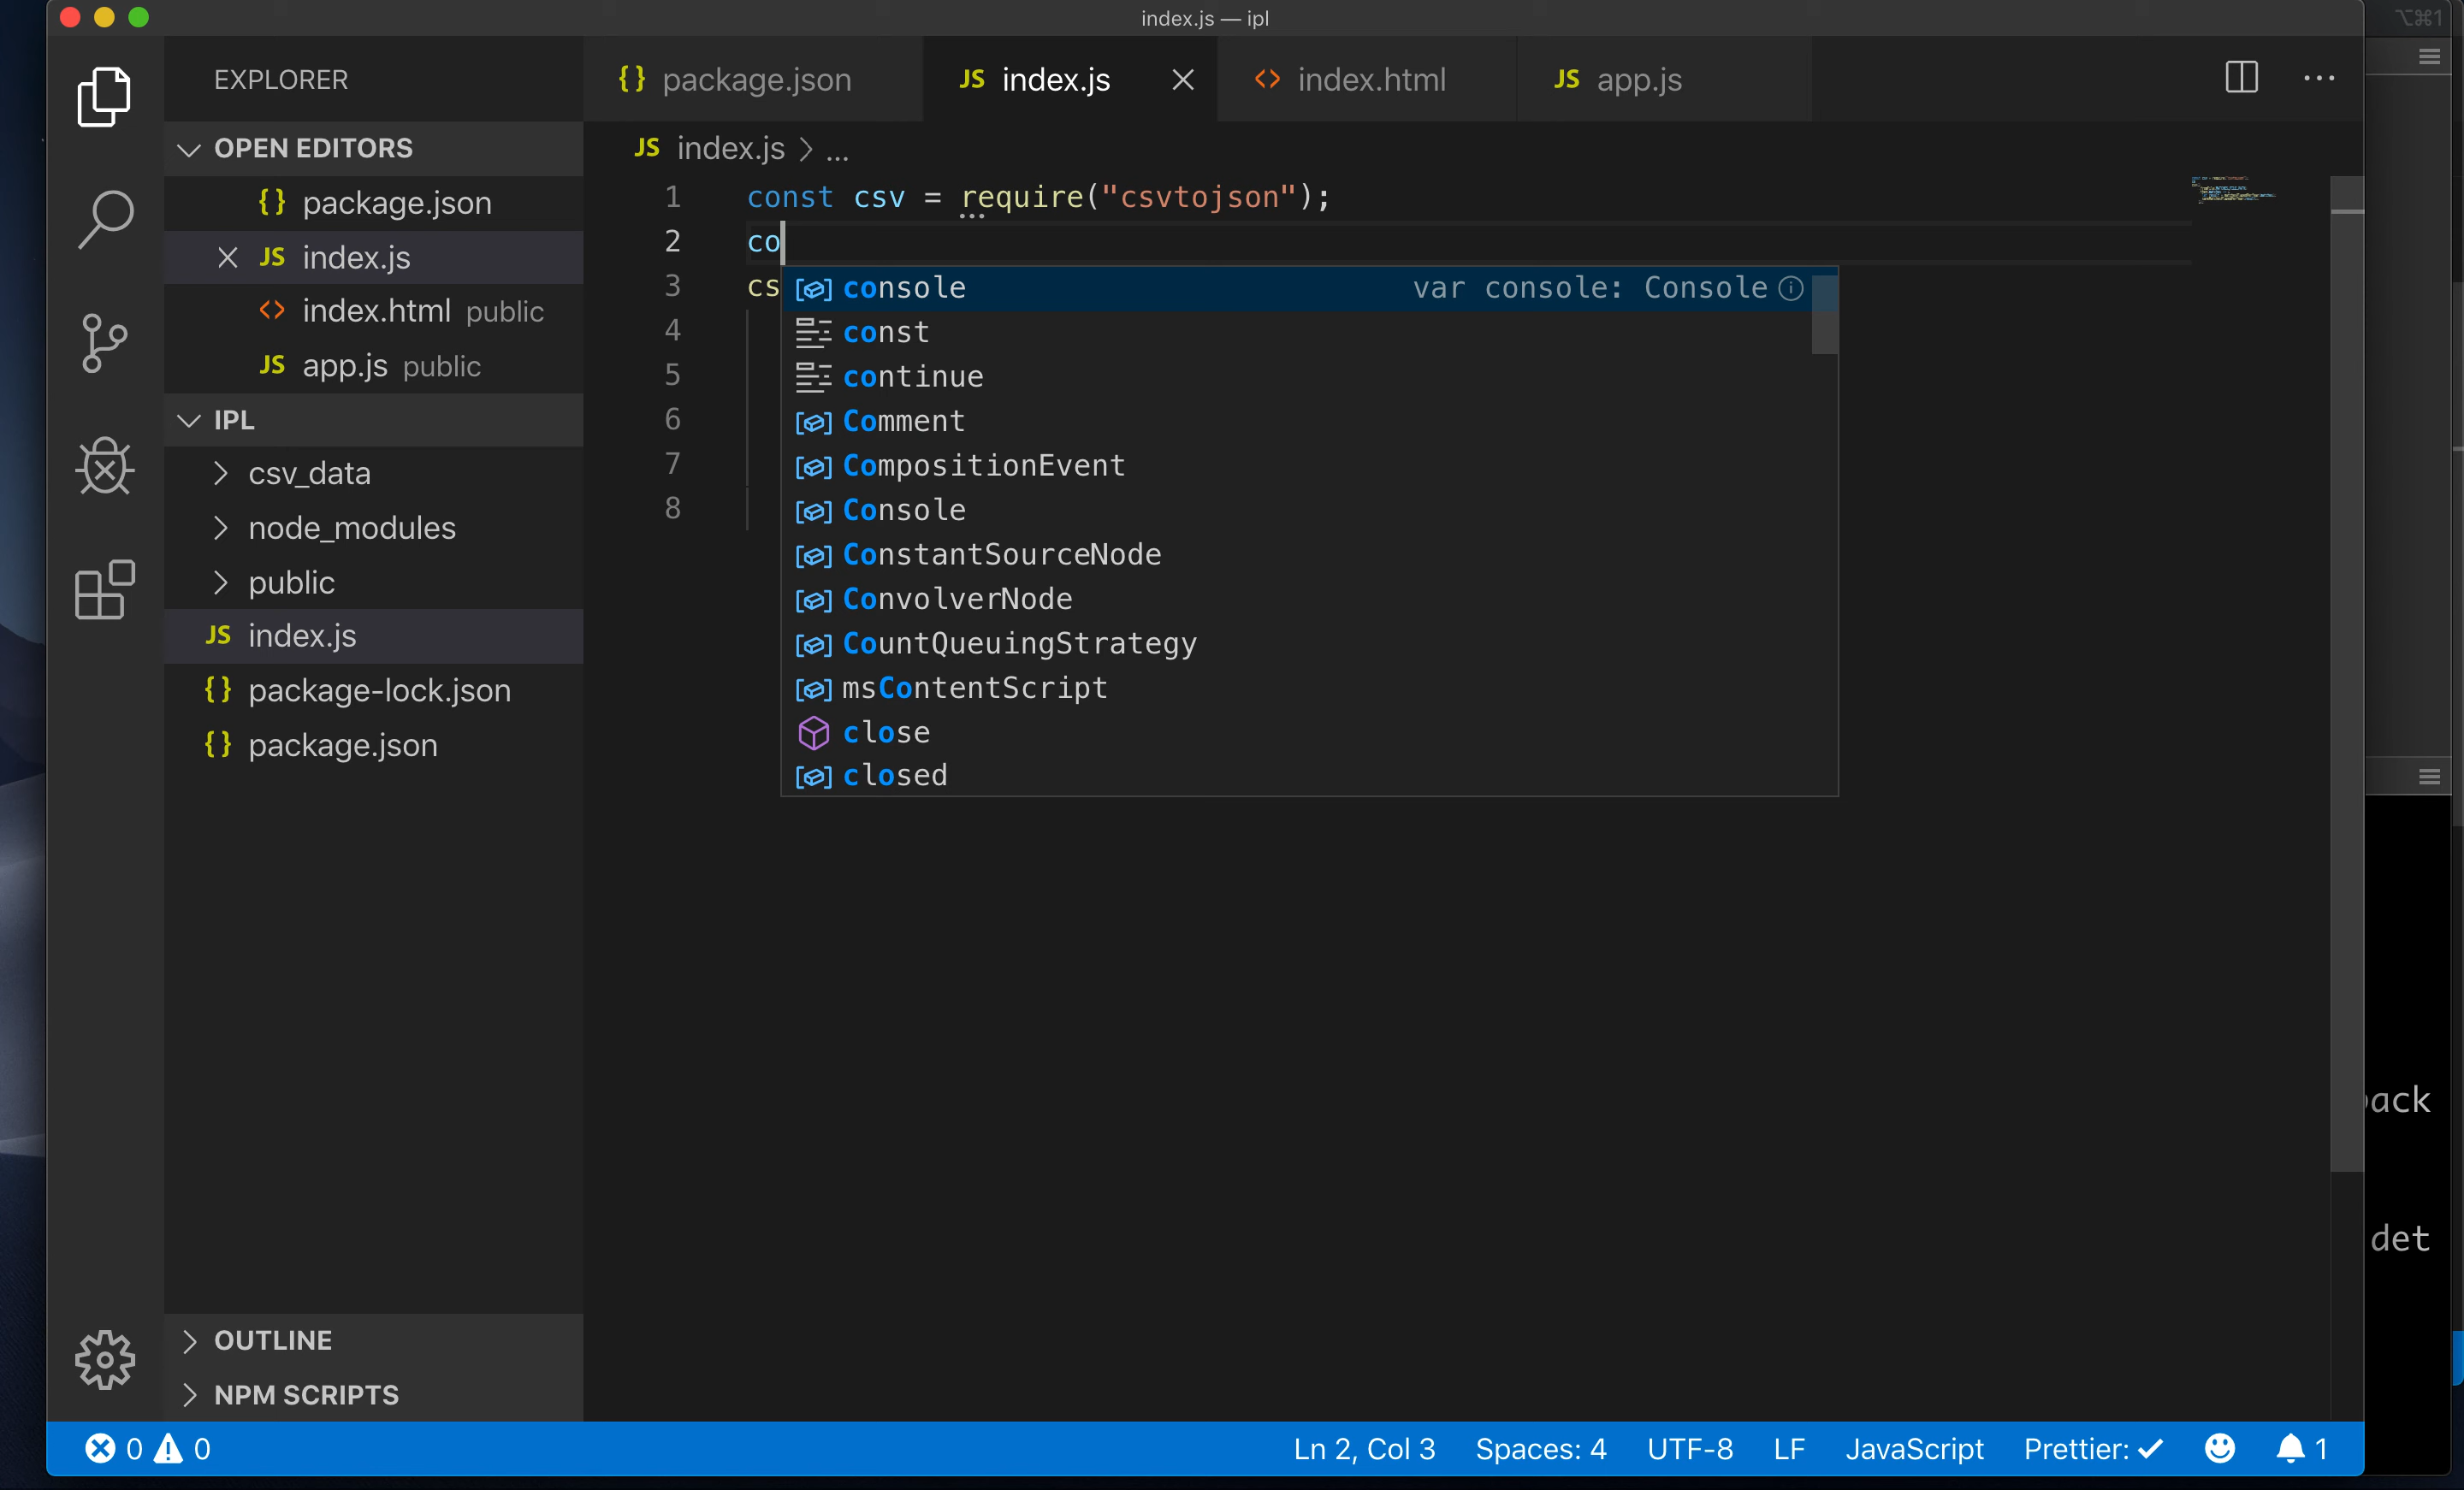 index.js — ipl
⌥⌘1
EXPLORER
{} package.json
JS index.js
<> index.html
JS app.js
OPEN EDITORS
{} package.json
JS index.js
<> index.html public
JS app.js public
IPL
csv_data
node_modules
public
JS index.js
{} package-lock.json
{} package.json
OUTLINE
NPM SCRIPTS
JS index.js > ...
1 const csv = require("csvtojson");
2 co
3 cs
4
5
6
7
8
console var console: Console
const
continue
Comment
CompositionEvent
Console
ConstantSourceNode
ConvolverNode
CountQueuingStrategy
msContentScript
close
closed
ack
det
0 0
Ln 2, Col 3 Spaces: 4 UTF-8 LF JavaScript Prettier: ✓ 1